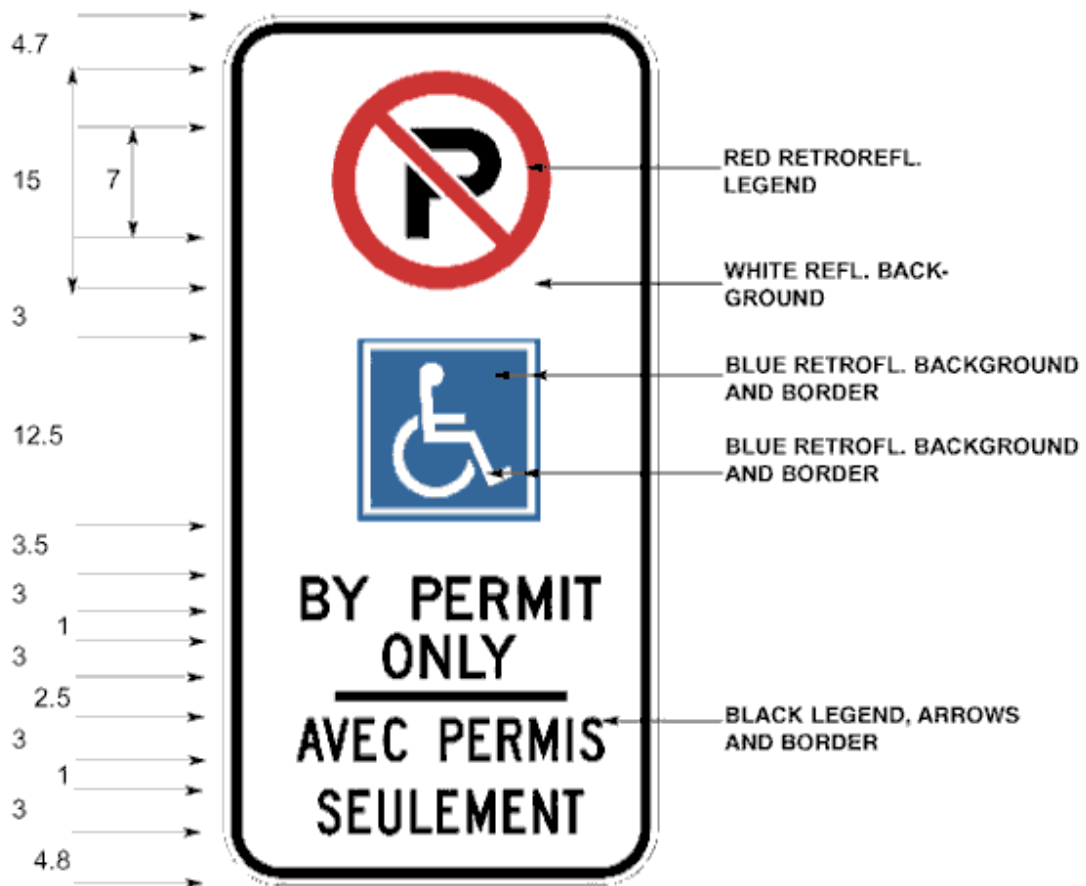 4.7
15
7
3
12.5
3.5
3
1
3
2.5
3
1
3
4.8
P
BY PERMIT
ONLY
AVEC PERMIS
SEULEMENT
RED RETROREFL.
LEGEND
WHITE REFL. BACK-
GROUND
BLUE RETROFL. BACKGROUND
AND BORDER
BLUE RETROFL. BACKGROUND
AND BORDER
BLACK LEGEND, ARROWS
AND BORDER